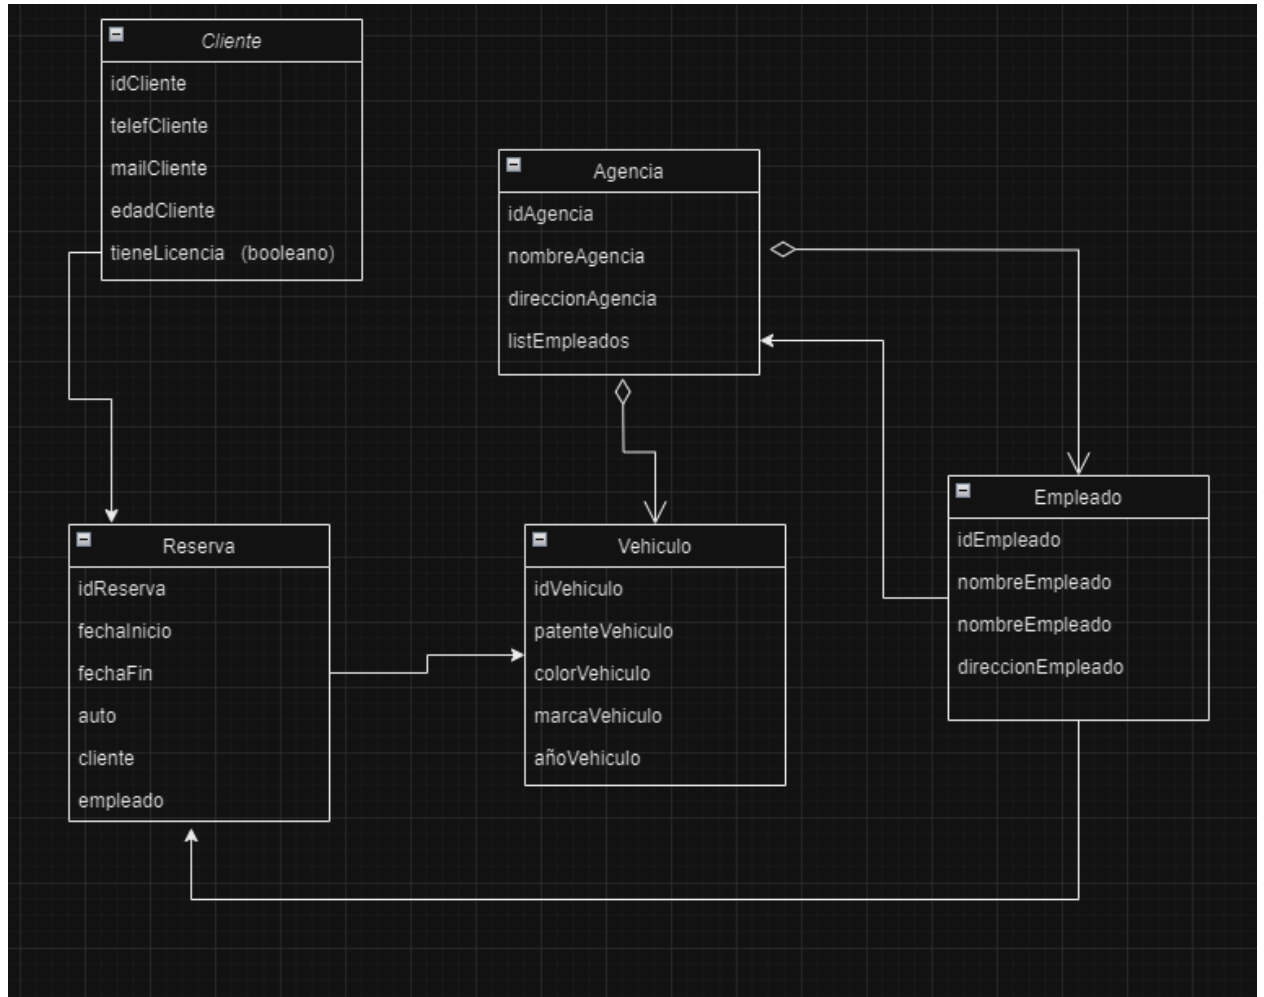 Cliente
idCliente
telefCliente
mailCliente
edadCliente
tieneLicencia (booleano)
Agencia
idAgencia
nombreAgencia
direccionAgencia
listEmpleados
Empleado
idEmpleado
nombreEmpleado
nombreEmpleado
direccionEmpleado
Reserva
idReserva
fechaInicio
fechaFin
auto
cliente
empleado
Vehiculo
idVehiculo
patenteVehiculo
colorVehiculo
marcaVehiculo
añoVehiculo